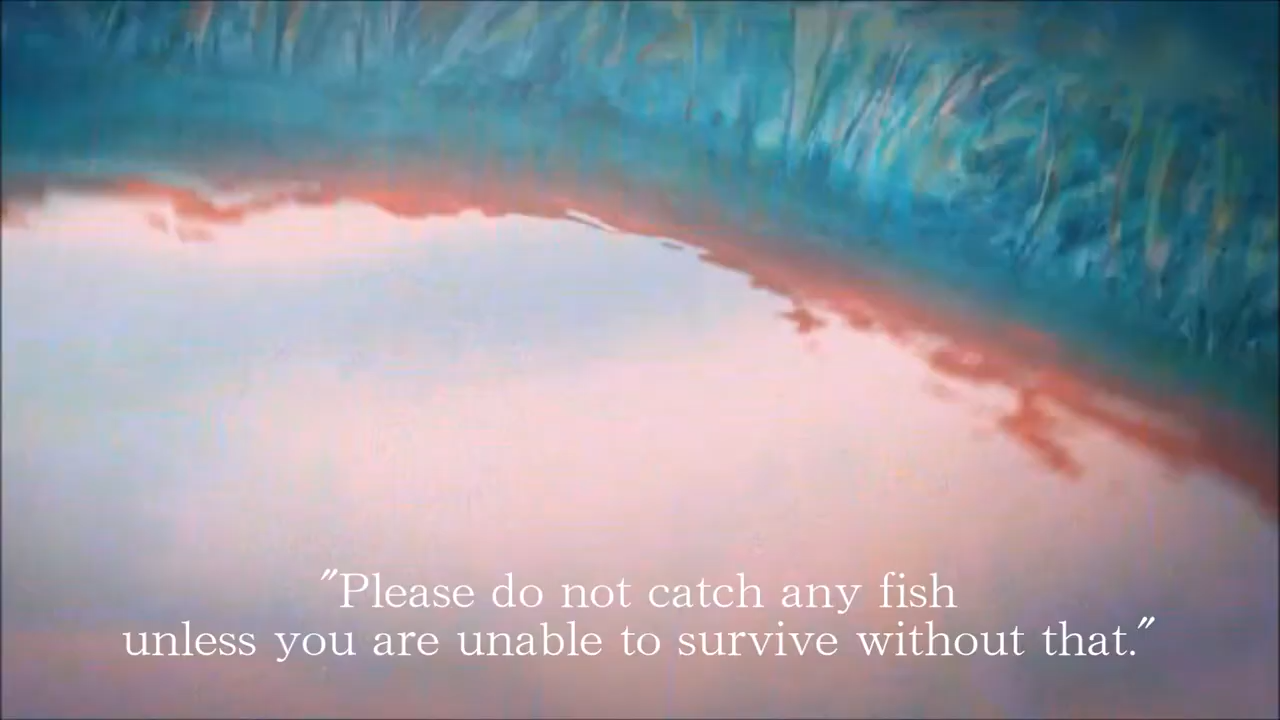 "Please do not catch any fish
unless you are unable to survive without that."